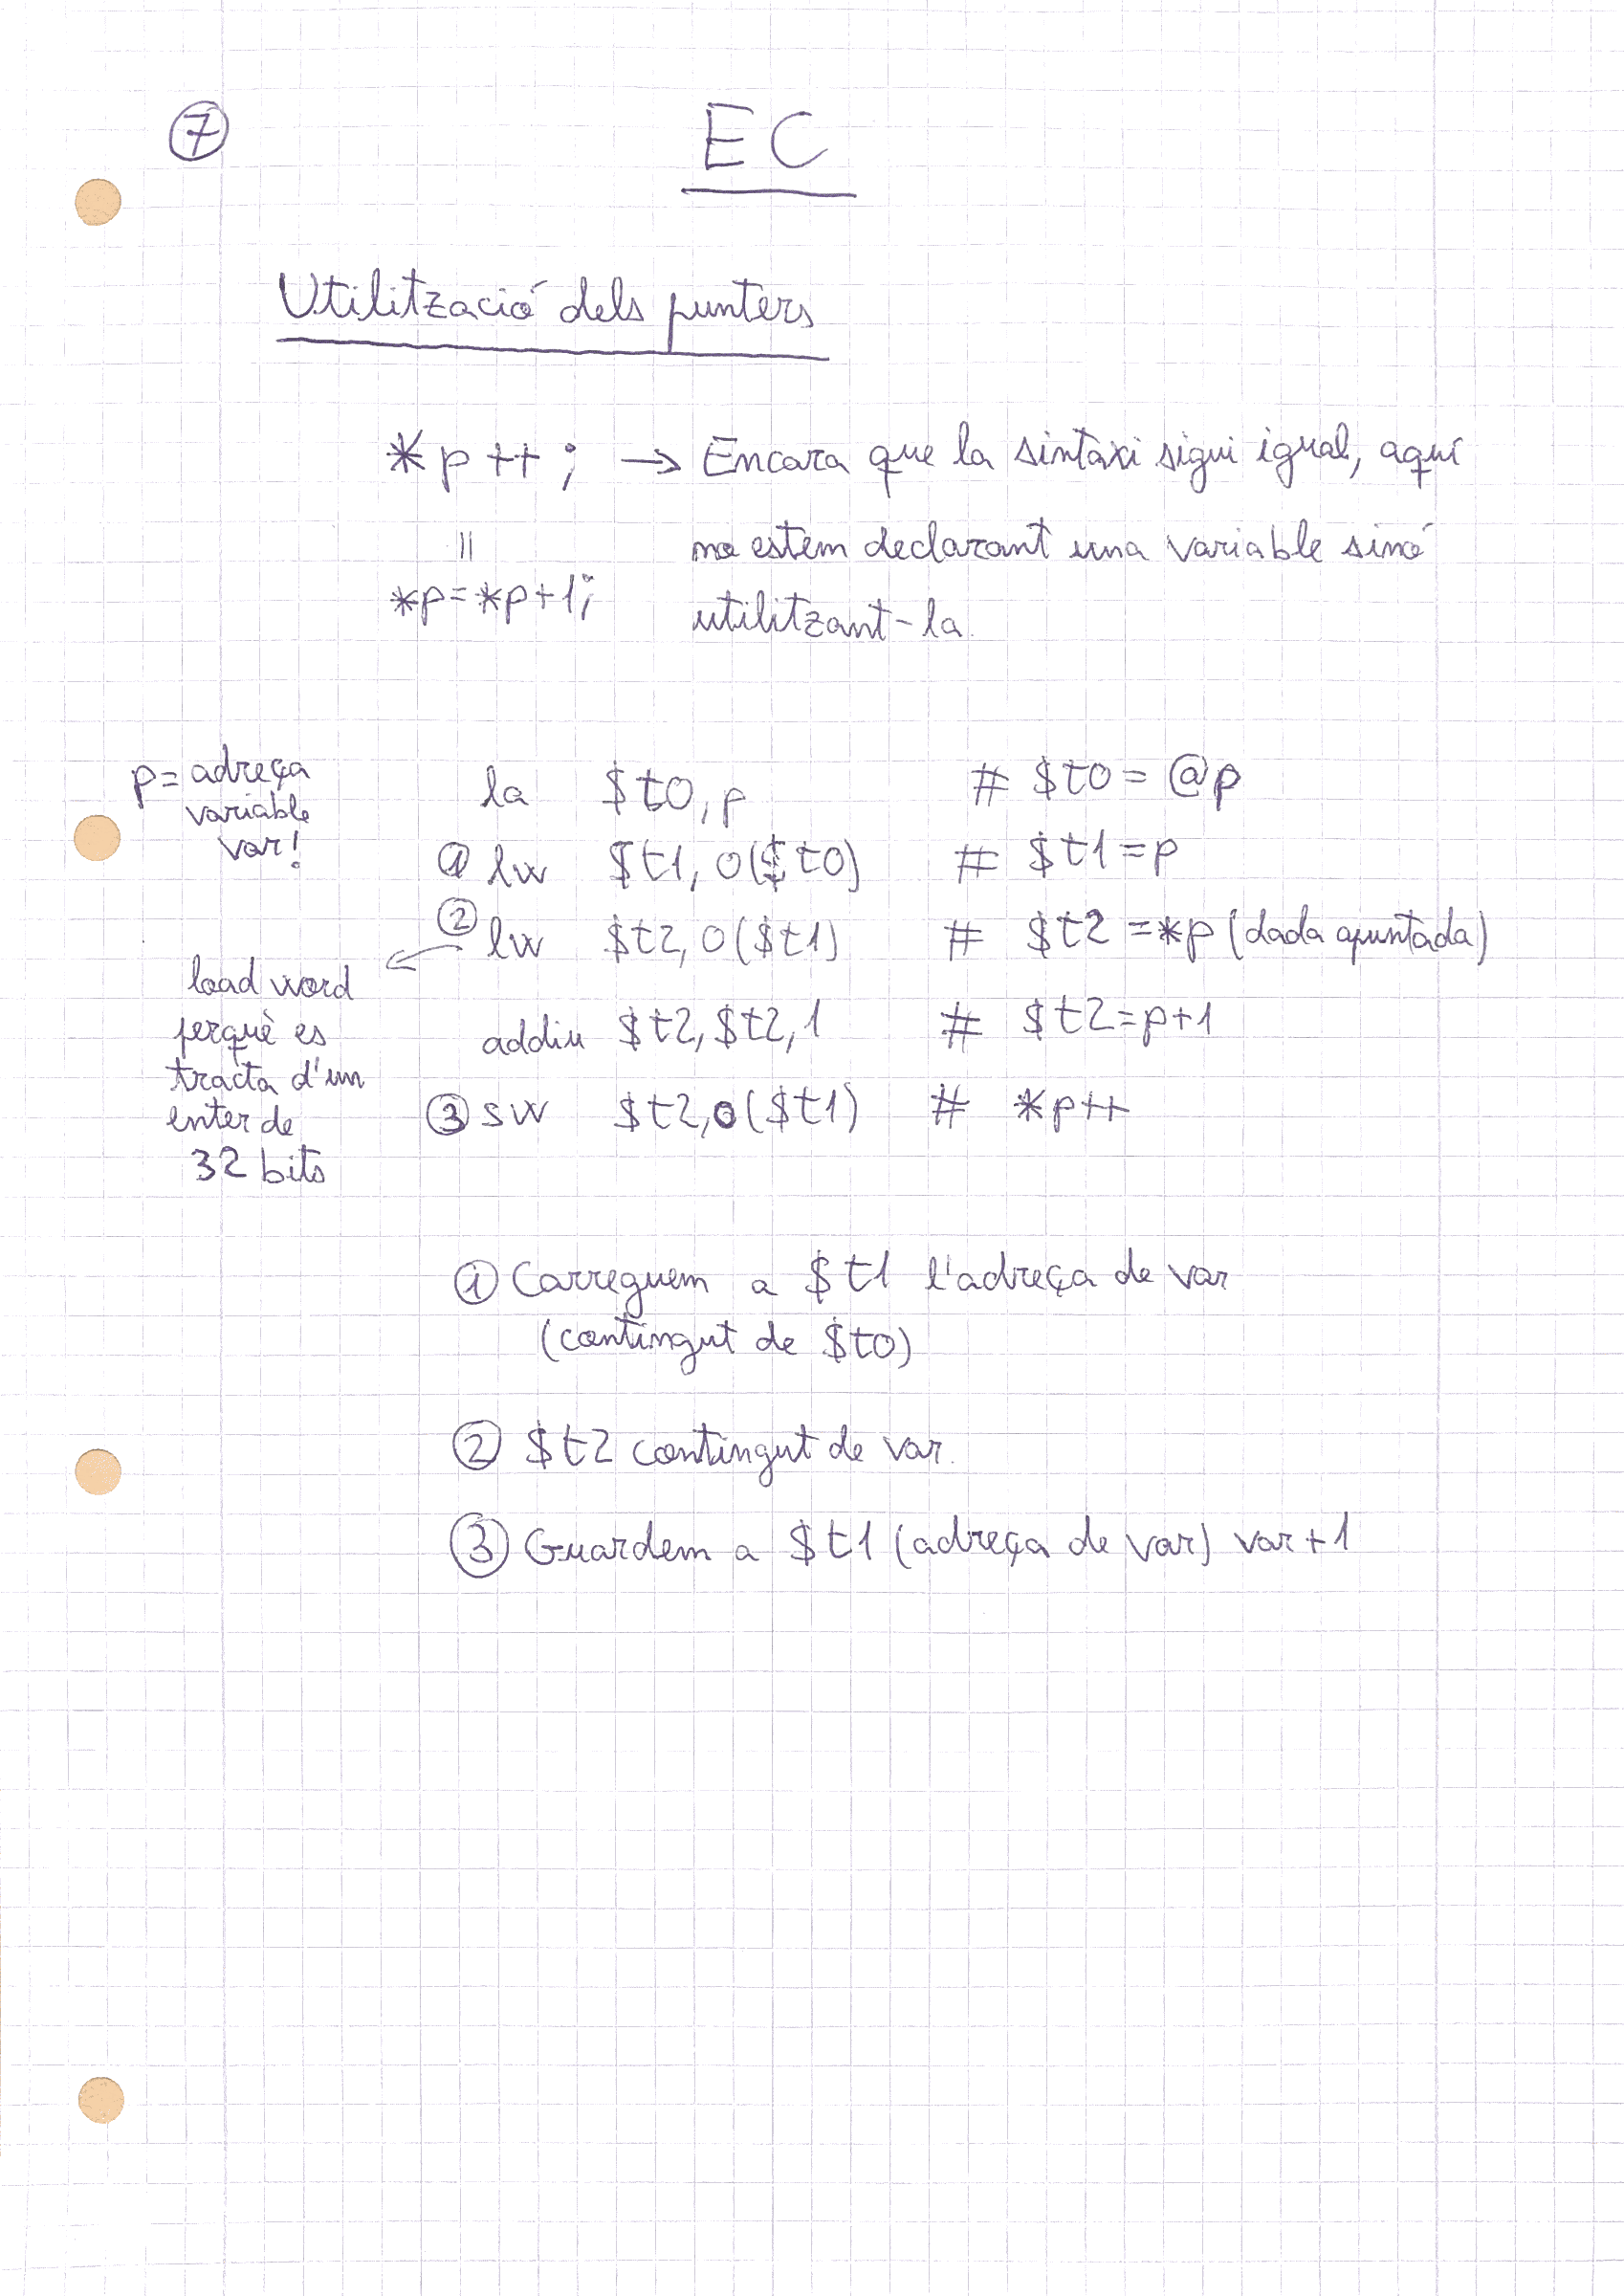 7
EC
Utilització dels punters
*p++; → Encara que la sintaxi sigui igual, aquí
no estem declarant una variable sinó
utilitzant-la.
||
*p=*p+1;
p= adreça
variable
var!
la $t0, p # $t0 = @p
① lw $t1, 0($t0) # $t1=p
② lw $t2, 0($t1) # $t2 =*p (dada apuntada)
load word
perquè es
tracta d'un
enter de
32 bits
addiu $t2, $t2, 1 # $t2=p+1
③ sw $t2, 0($t1) # *p++
① Carreguem a $t1 l'adreça de var
(contingut de $t0)
② $t2 contingut de var.
③ Guardem a $t1 (adreça de var) var+1